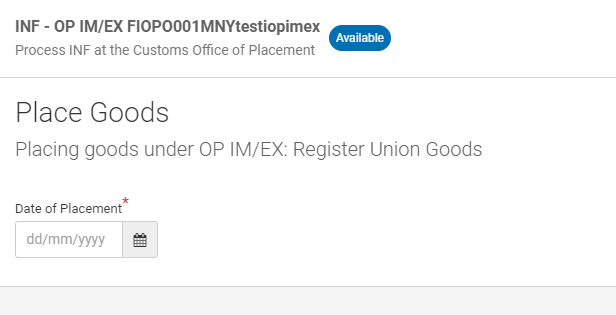 INF - OP IM/EX FIOPO001MNYtestiopimex
Available
Process INF at the Customs Office of Placement
Place Goods
Placing goods under OP IM/EX: Register Union Goods
Date of Placement*
dd/mm/yyyy